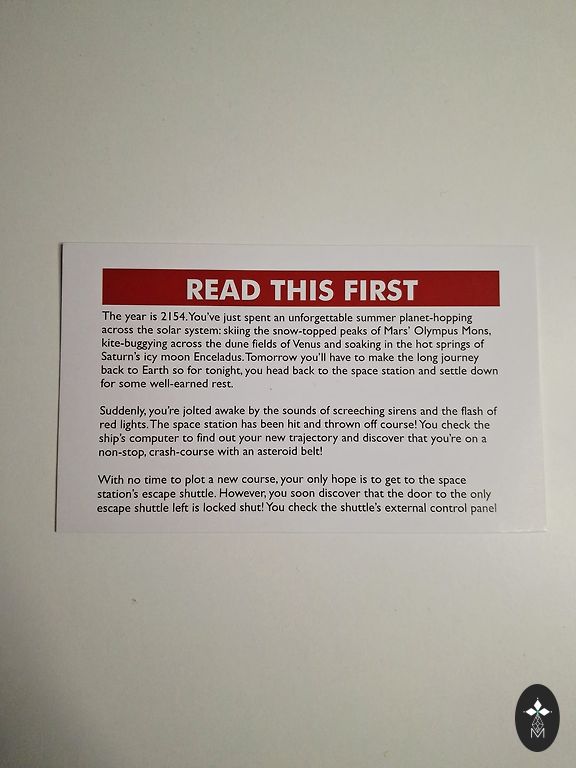 READ THIS FIRST
The year is 2154. You've just spent an unforgettable summer planet-hopping
across the solar system: skiing the snow-topped peaks of Mars' Olympus Mons,
kite-buggying across the dune fields of Venus and soaking in the hot springs of
Saturn's icy moon Enceladus. Tomorrow you'll have to make the long journey
back to Earth so for tonight, you head back to the space station and settle down
for some well-earned rest.
Suddenly, you're jolted awake by the sounds of screeching sirens and the flash of
red lights. The space station has been hit and thrown off course! You check the
ship's computer to find out your new trajectory and discover that you're on a
non-stop, crash-course with an asteroid belt!
With no time to plot a new course, your only hope is to get to the space
station's escape shuttle. However, you soon discover that the door to the only
escape shuttle left is locked shut! You check the shuttle's external control panel